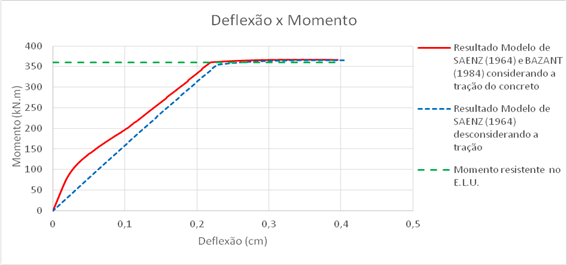 Deflexão x Momento
Momento (kN.m)
400
350
300
250
200
150
100
50
0
0
0,1
0,2
0,3
0,4
0,5
Deflexão (cm)
Resultado Modelo de
SAENZ (1964) e BAZANT
(1984) considerando a
tração do concreto
Resultado Modelo de
SAENZ (1964)
desconsiderando a
tração
Momento resistente no
E.L.U.